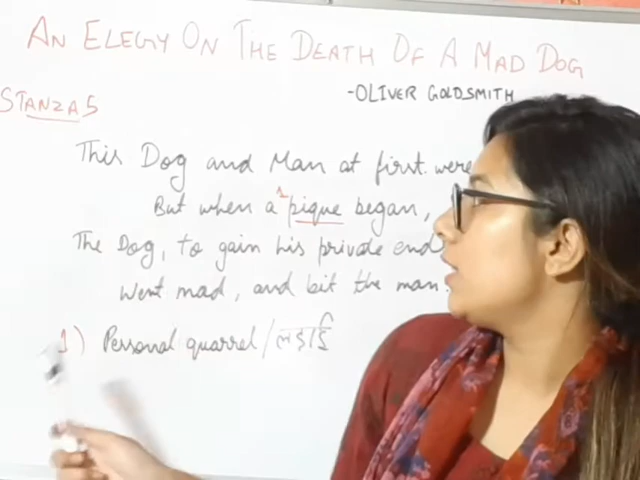 AN ELEGY ON THE DEATH OF A MAD DOG
-OLIVER GOLDSMITH
STANZA 5
This Dog and Man at first were
1
But when a pique began,
The Dog, to gain his private end
Went mad, and bit the man.
1) Personal quarrel/लड़ाई